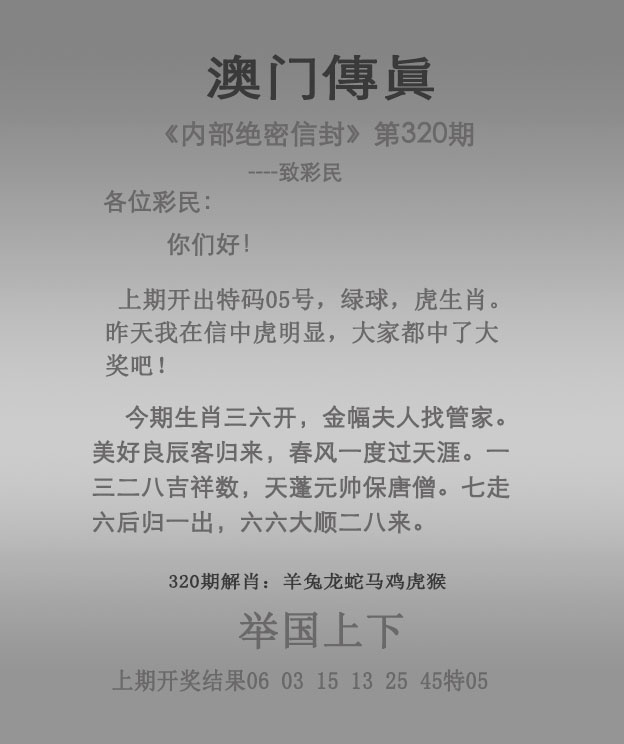 澳门傳真
《内部绝密信封》第320期
----致彩民
各位彩民：
你们好！
上期开出特码05号，绿球，虎生肖。
昨天我在信中虎明显，大家都中了大
奖吧！
今期生肖三六开，金幅夫人找管家。
美好良辰客归来，春风一度过天涯。一
三二八吉祥数，天蓬元帅保唐僧。七走
六后归一出，六六大顺二八来。
320期解肖：羊兔龙蛇马鸡虎猴
举国上下
上期开奖结果06 03 15 13 25 45特05